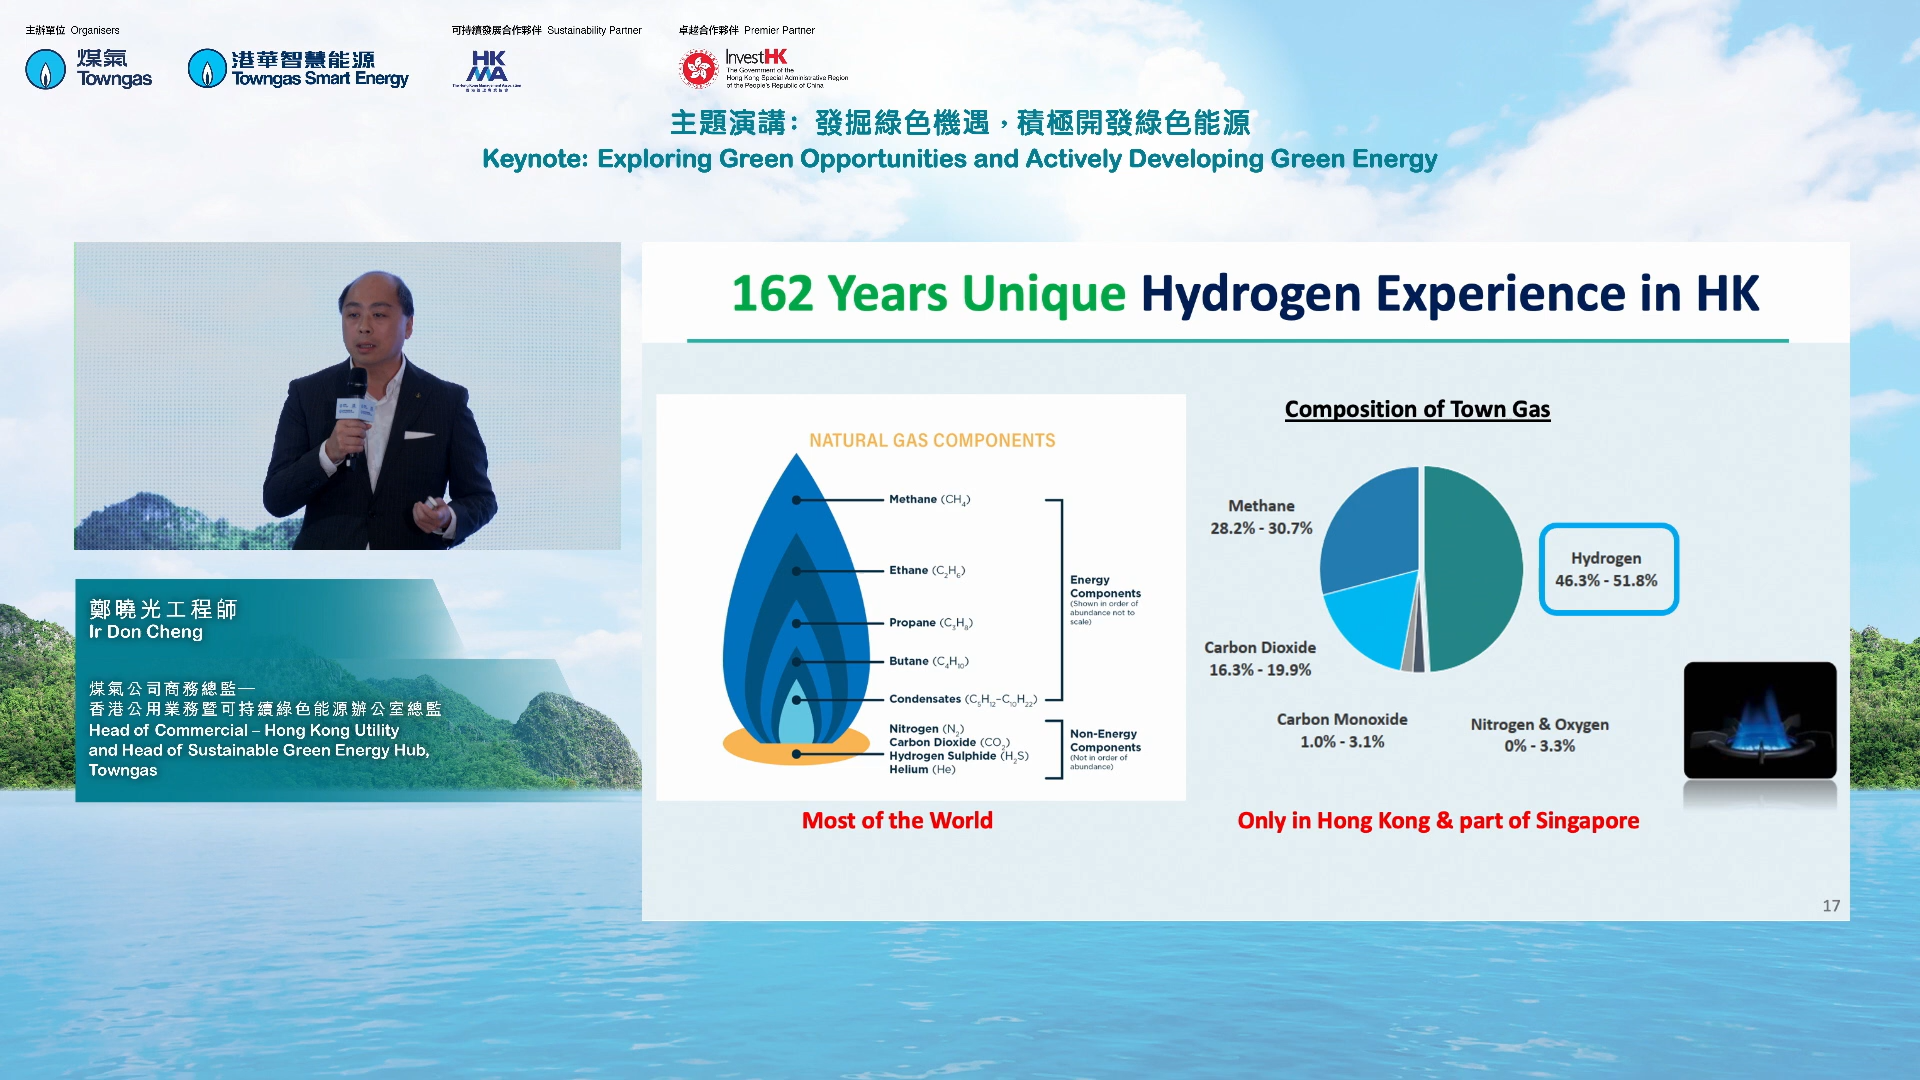 主辦單位 Organisers
可持續發展合作夥伴 Sustainability Partner
卓越合作夥伴 Premier Partner
煤氣
Towngas
港華智慧能源
Towngas Smart Energy
HK
MA
The Hong Kong Management Association
InvestHK
The Government of the
Hong Kong Special Administrative Region
of the People's Republic of China
主題演講：發掘綠色機遇，積極開發綠色能源
Keynote: Exploring Green Opportunities and Actively Developing Green Energy
鄭曉光工程師
Ir Don Cheng
煤氣公司商務總監—
香港公用業務暨可持續綠色能源辦公室總監
Head of Commercial – Hong Kong Utility
and Head of Sustainable Green Energy Hub,
Towngas
162 Years Unique Hydrogen Experience in HK
NATURAL GAS COMPONENTS
Methane (CH₄)
Ethane (C₂H₆)
Propane (C₃H₈)
Butane (C₄H₁₀)
Condensates (C₅H₁₂–C₁₀H₂₂)
Energy
Components
(Shown in order of
abundance not to
scale)
Nitrogen (N₂)
Carbon Dioxide (CO₂)
Hydrogen Sulphide (H₂S)
Helium (He)
Non-Energy
Components
(Not in order of
abundance)
Most of the World
Composition of Town Gas
Methane
28.2% - 30.7%
Hydrogen
46.3% - 51.8%
Carbon Dioxide
16.3% - 19.9%
Carbon Monoxide
1.0% - 3.1%
Nitrogen & Oxygen
0% - 3.3%
Only in Hong Kong & part of Singapore
17